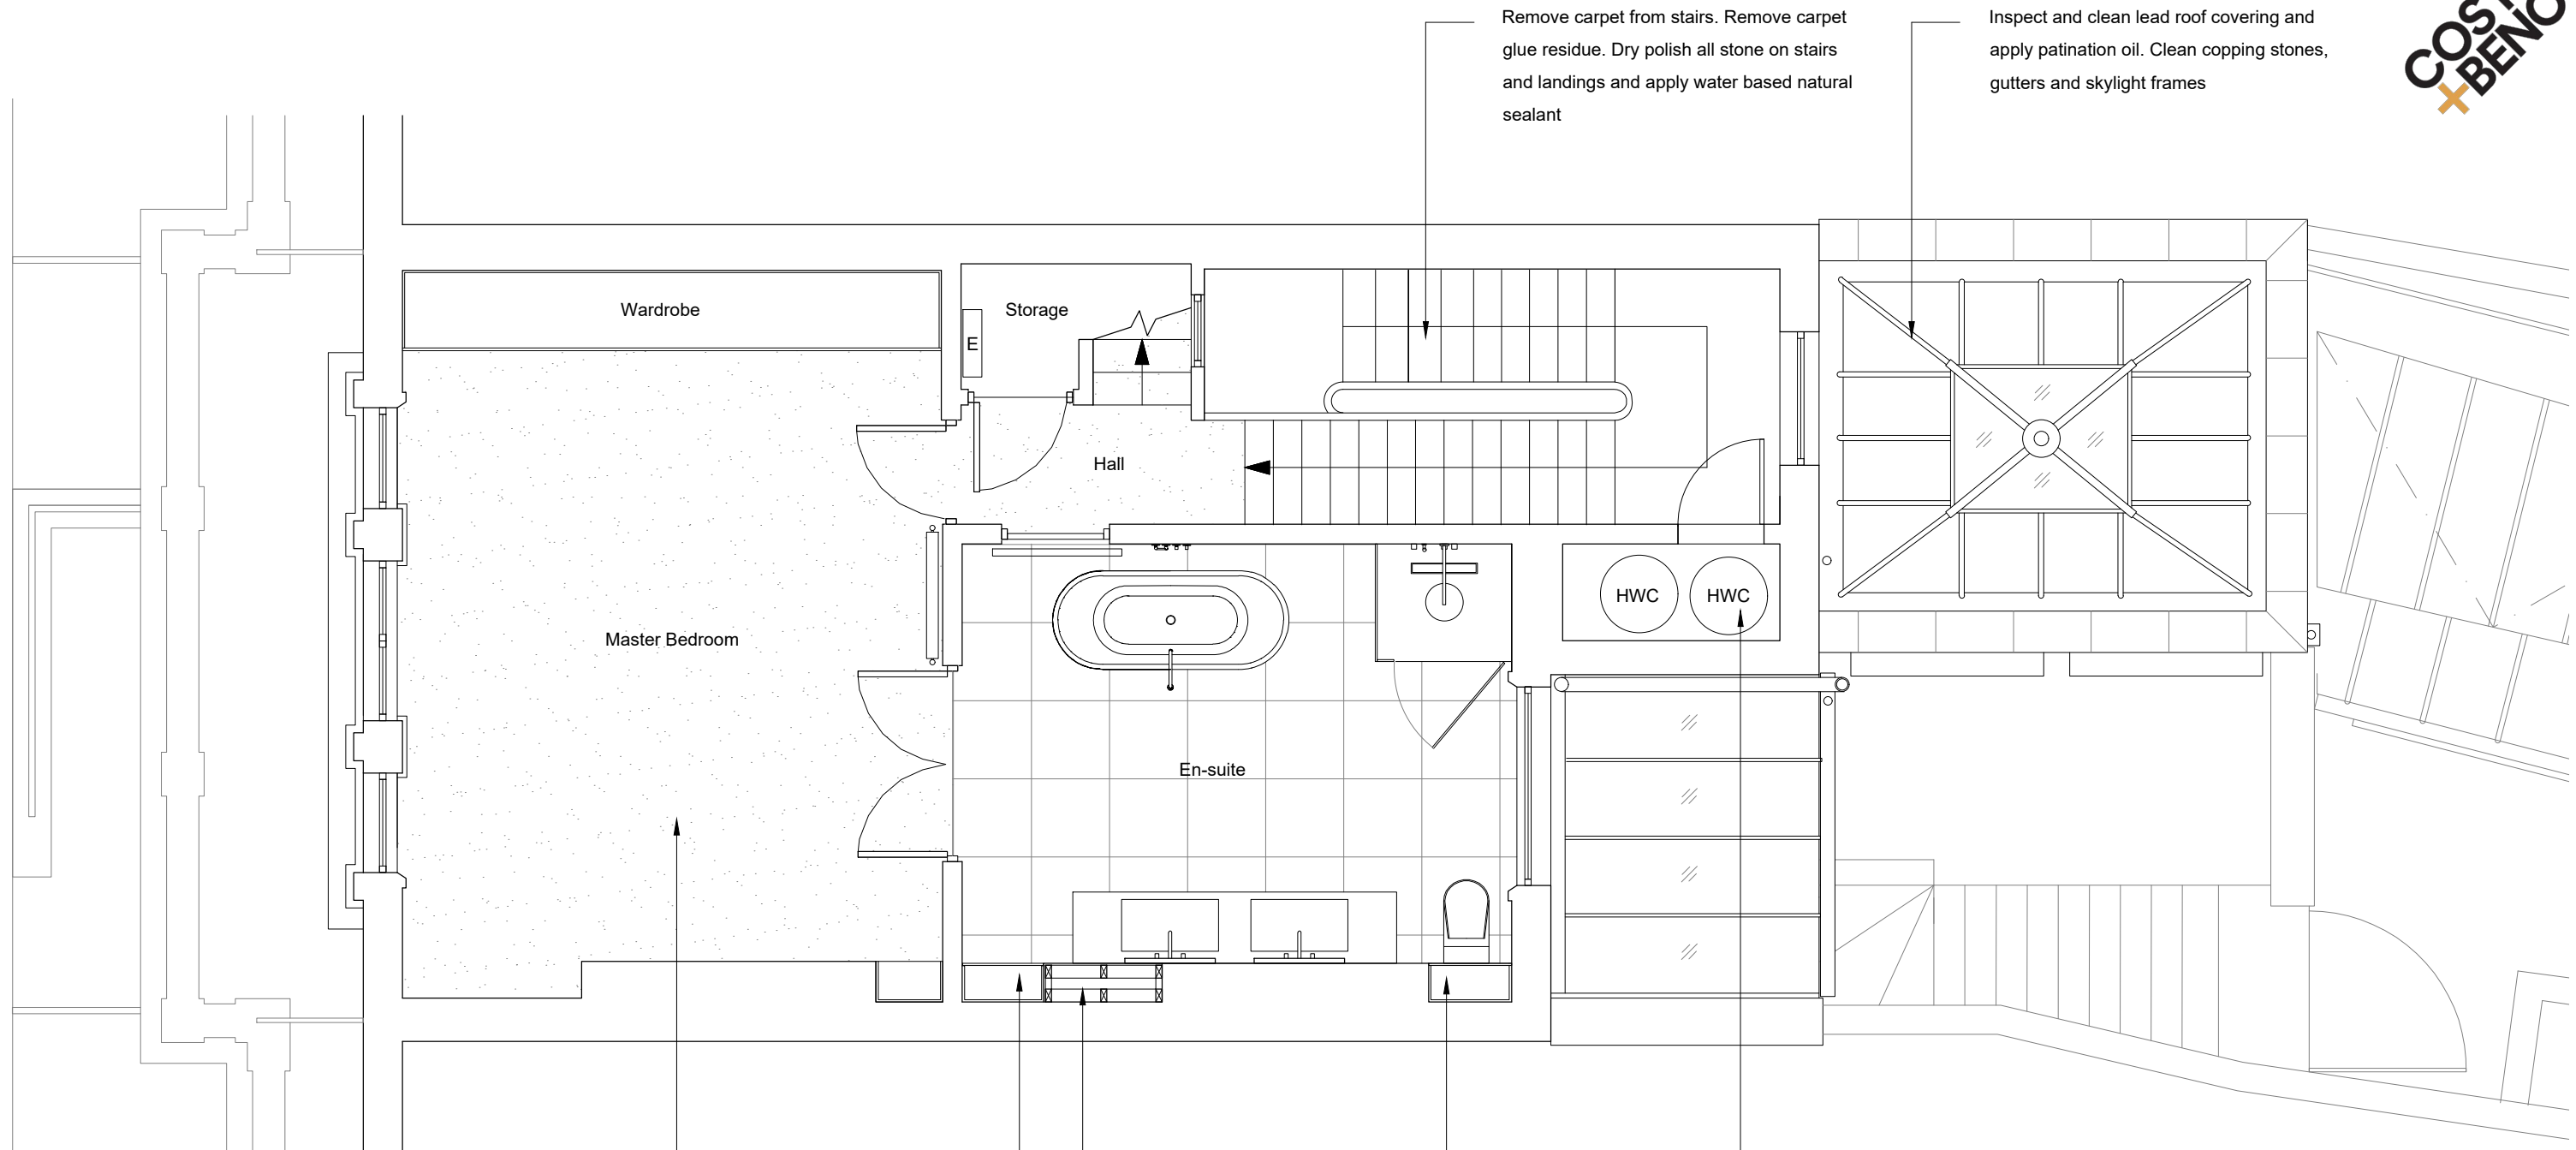 Remove carpet from stairs. Remove carpet
glue residue. Dry polish all stone on stairs
and landings and apply water based natural
sealant
Inspect and clean lead roof covering and
apply patination oil. Clean copping stones,
gutters and skylight frames
Wardrobe
Storage
E
Hall
HWC
HWC
Master Bedroom
En-suite